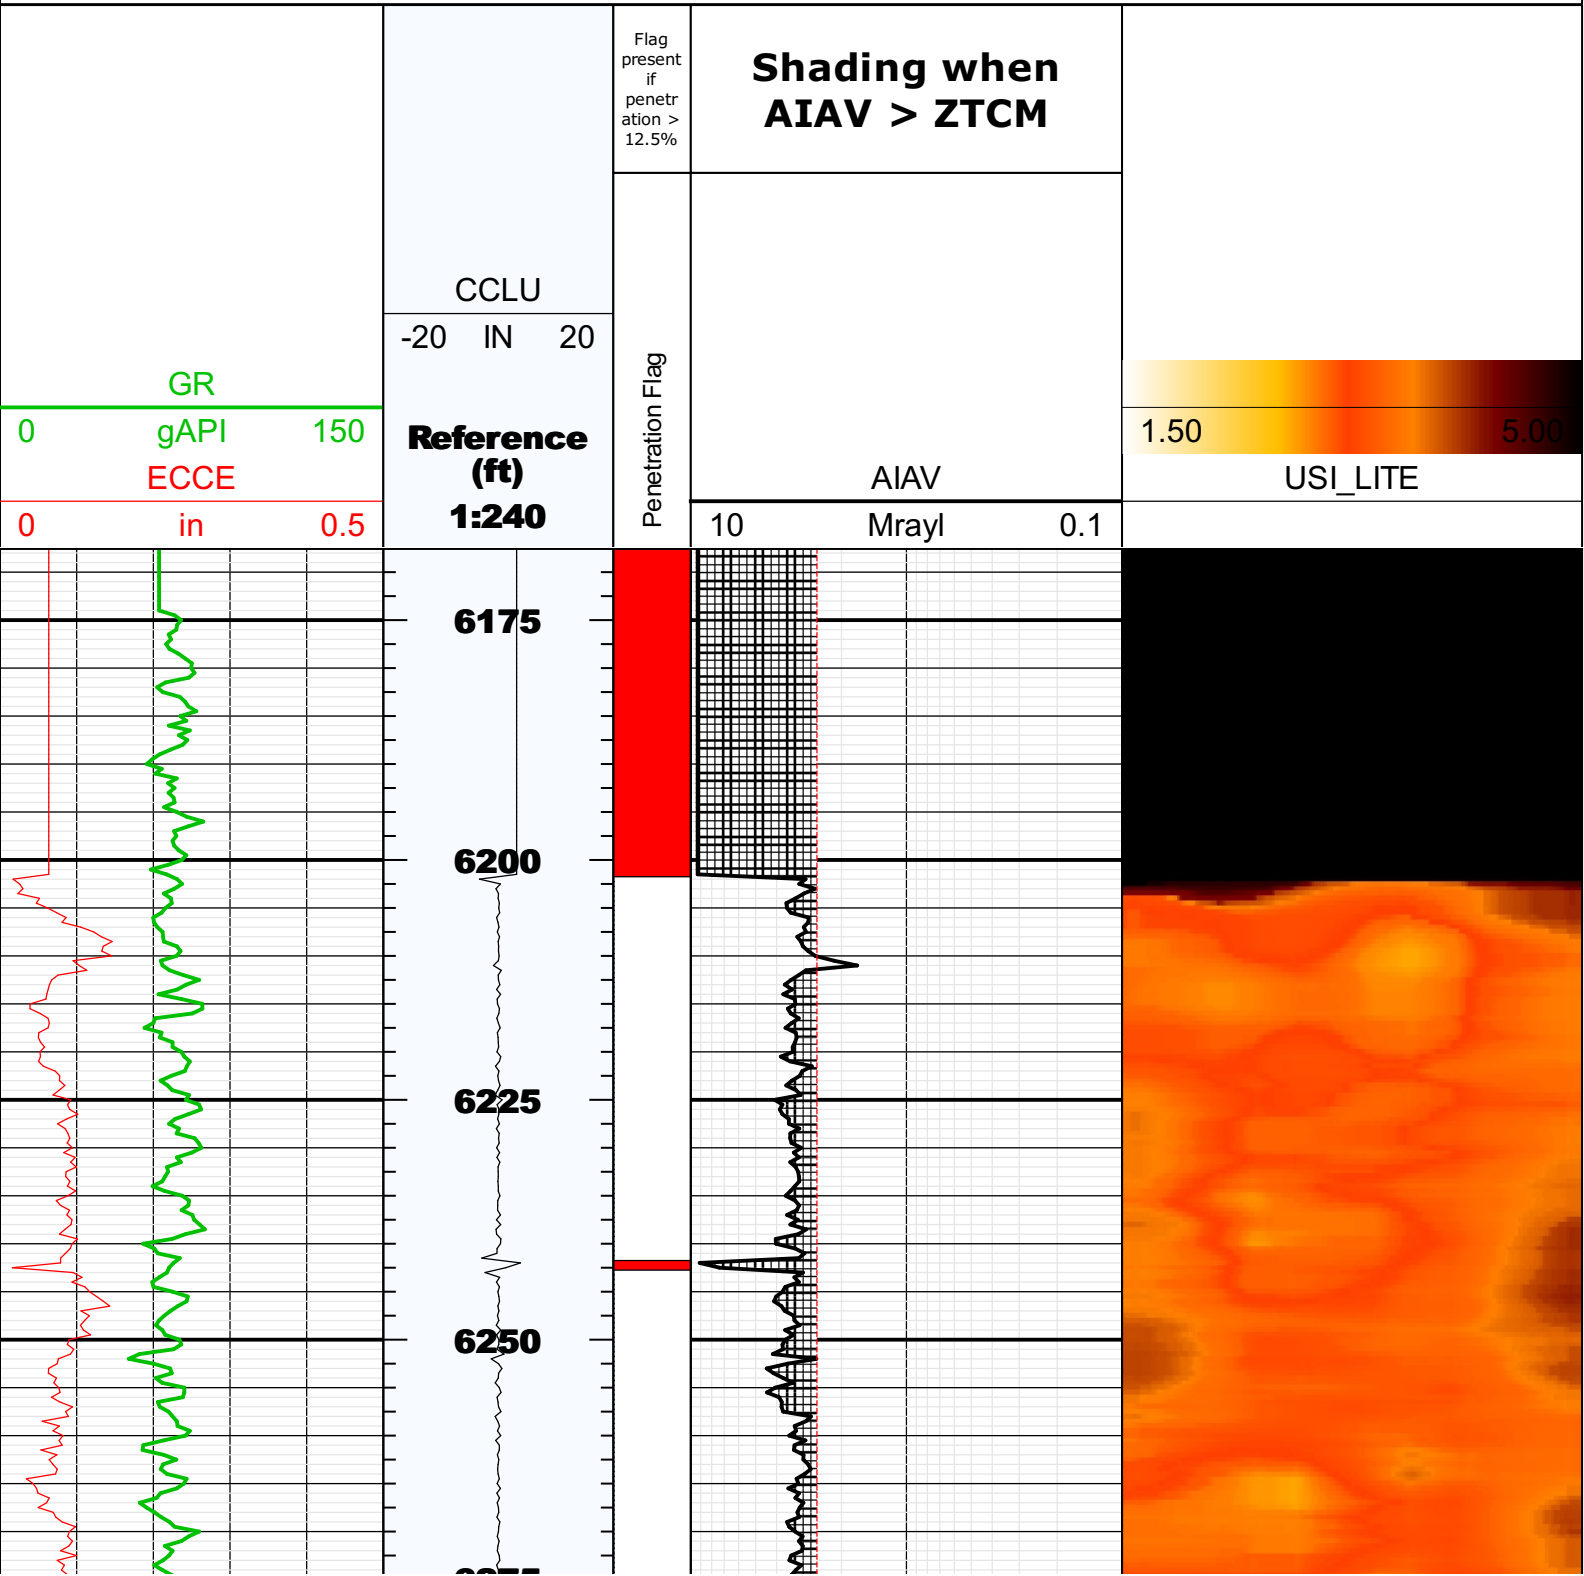 Flag
present
if
penetr
ation >
12.5%
Shading when
AIAV > ZTCM
CCLU
-20 IN 20
GR
0 gAPI 150
ECCE
0 in 0.5
Reference
(ft)
1:240
Penetration Flag
AIAV
10 Mrayl 0.1
1.50 5.00
USI_LITE
6175
6200
6225
6250